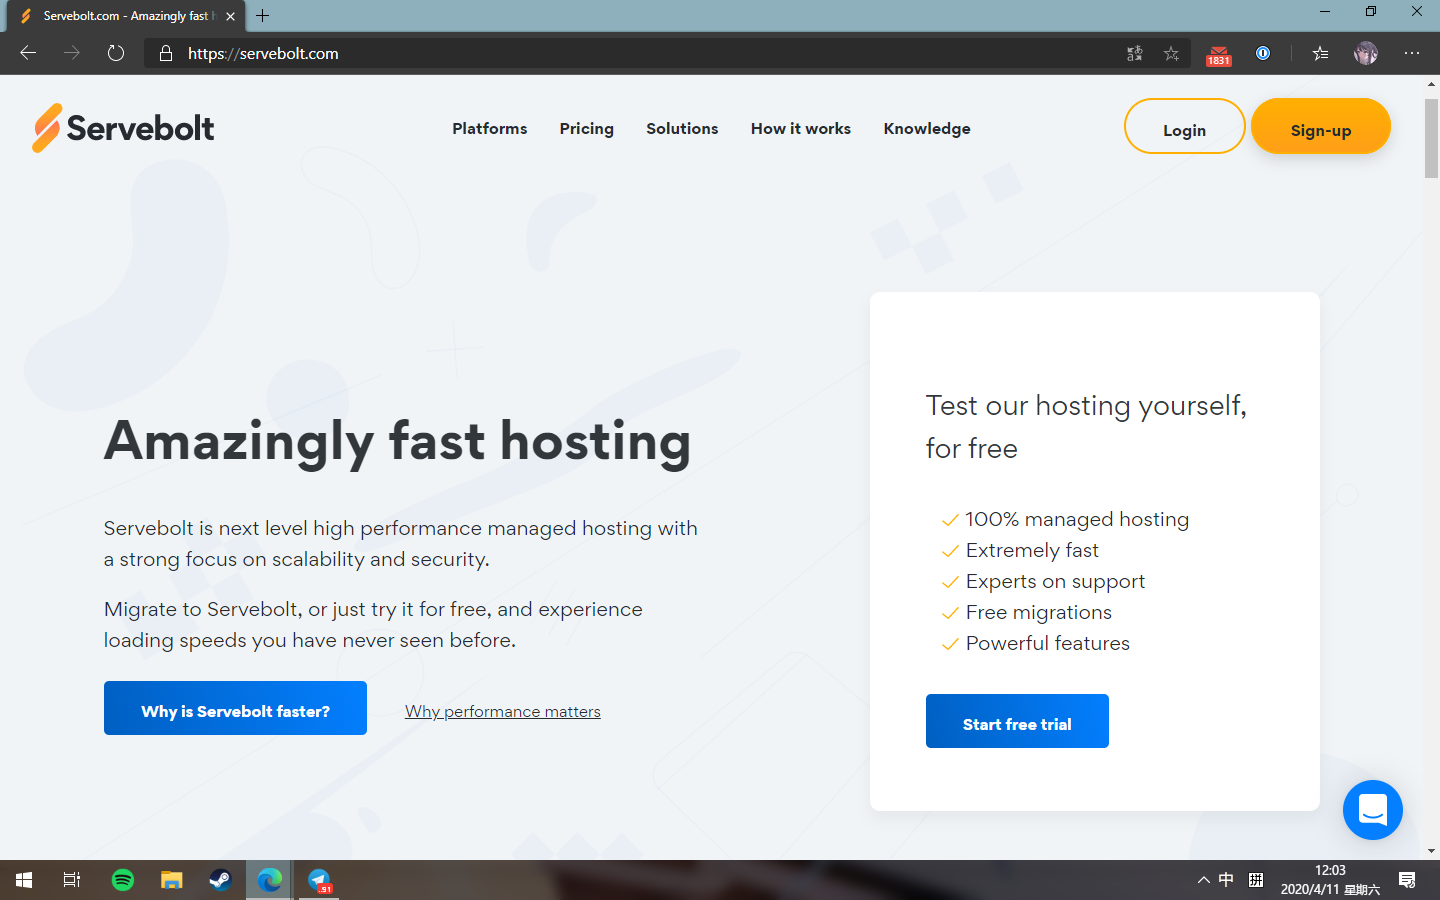 Servebolt.com - Amazingly fast h
https://servebolt.com
1831
Servebolt
Platforms
Pricing
Solutions
How it works
Knowledge
Login
Sign-up
Amazingly fast hosting
Servebolt is next level high performance managed hosting with
a strong focus on scalability and security.
Migrate to Servebolt, or just try it for free, and experience
loading speeds you have never seen before.
Why is Servebolt faster?
Why performance matters
Test our hosting yourself,
for free
100% managed hosting
Extremely fast
Experts on support
Free migrations
Powerful features
Start free trial
.91
中
拼
12:03
2020/4/11 星期六